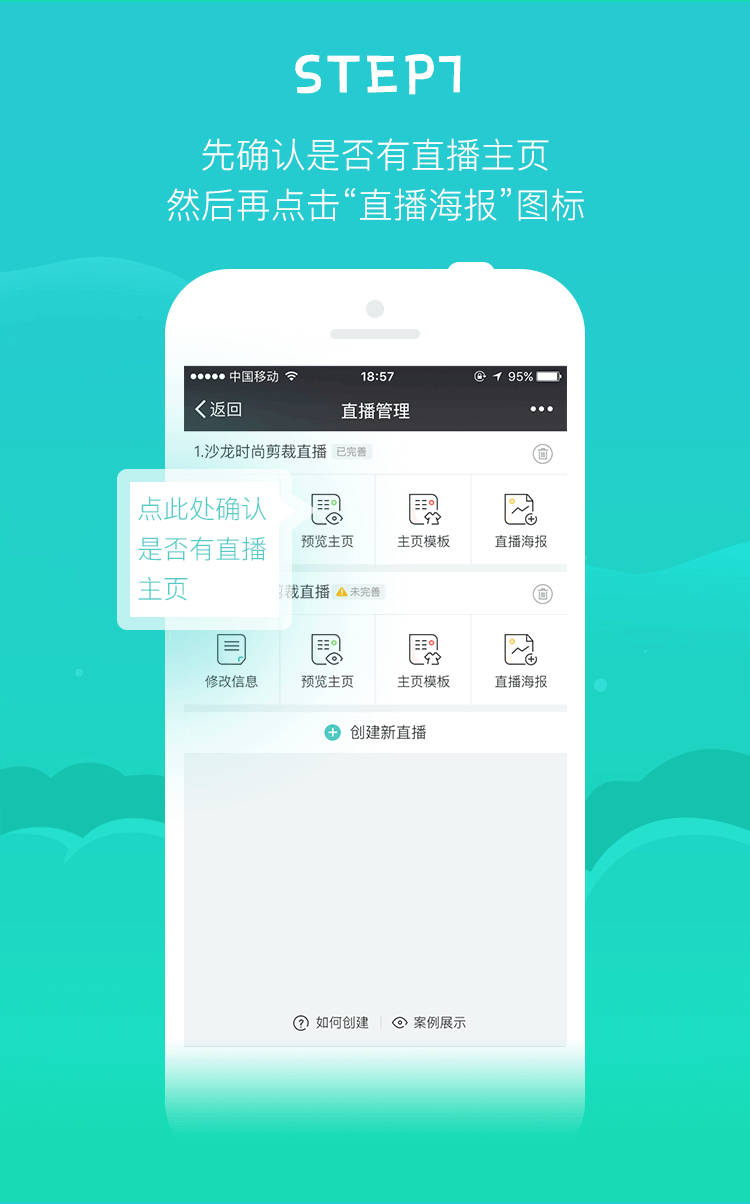 STEP1
先确认是否有直播主页
然后再点击“直播海报”图标
中国移动 18:57 95%
返回 直播管理
1.沙龙时尚剪裁直播 已完善
点此处确认
是否有直播
主页
预览主页 主页模板 直播海报
裁直播 未完善
修改信息 预览主页 主页模板 直播海报
创建新直播
如何创建 案例展示